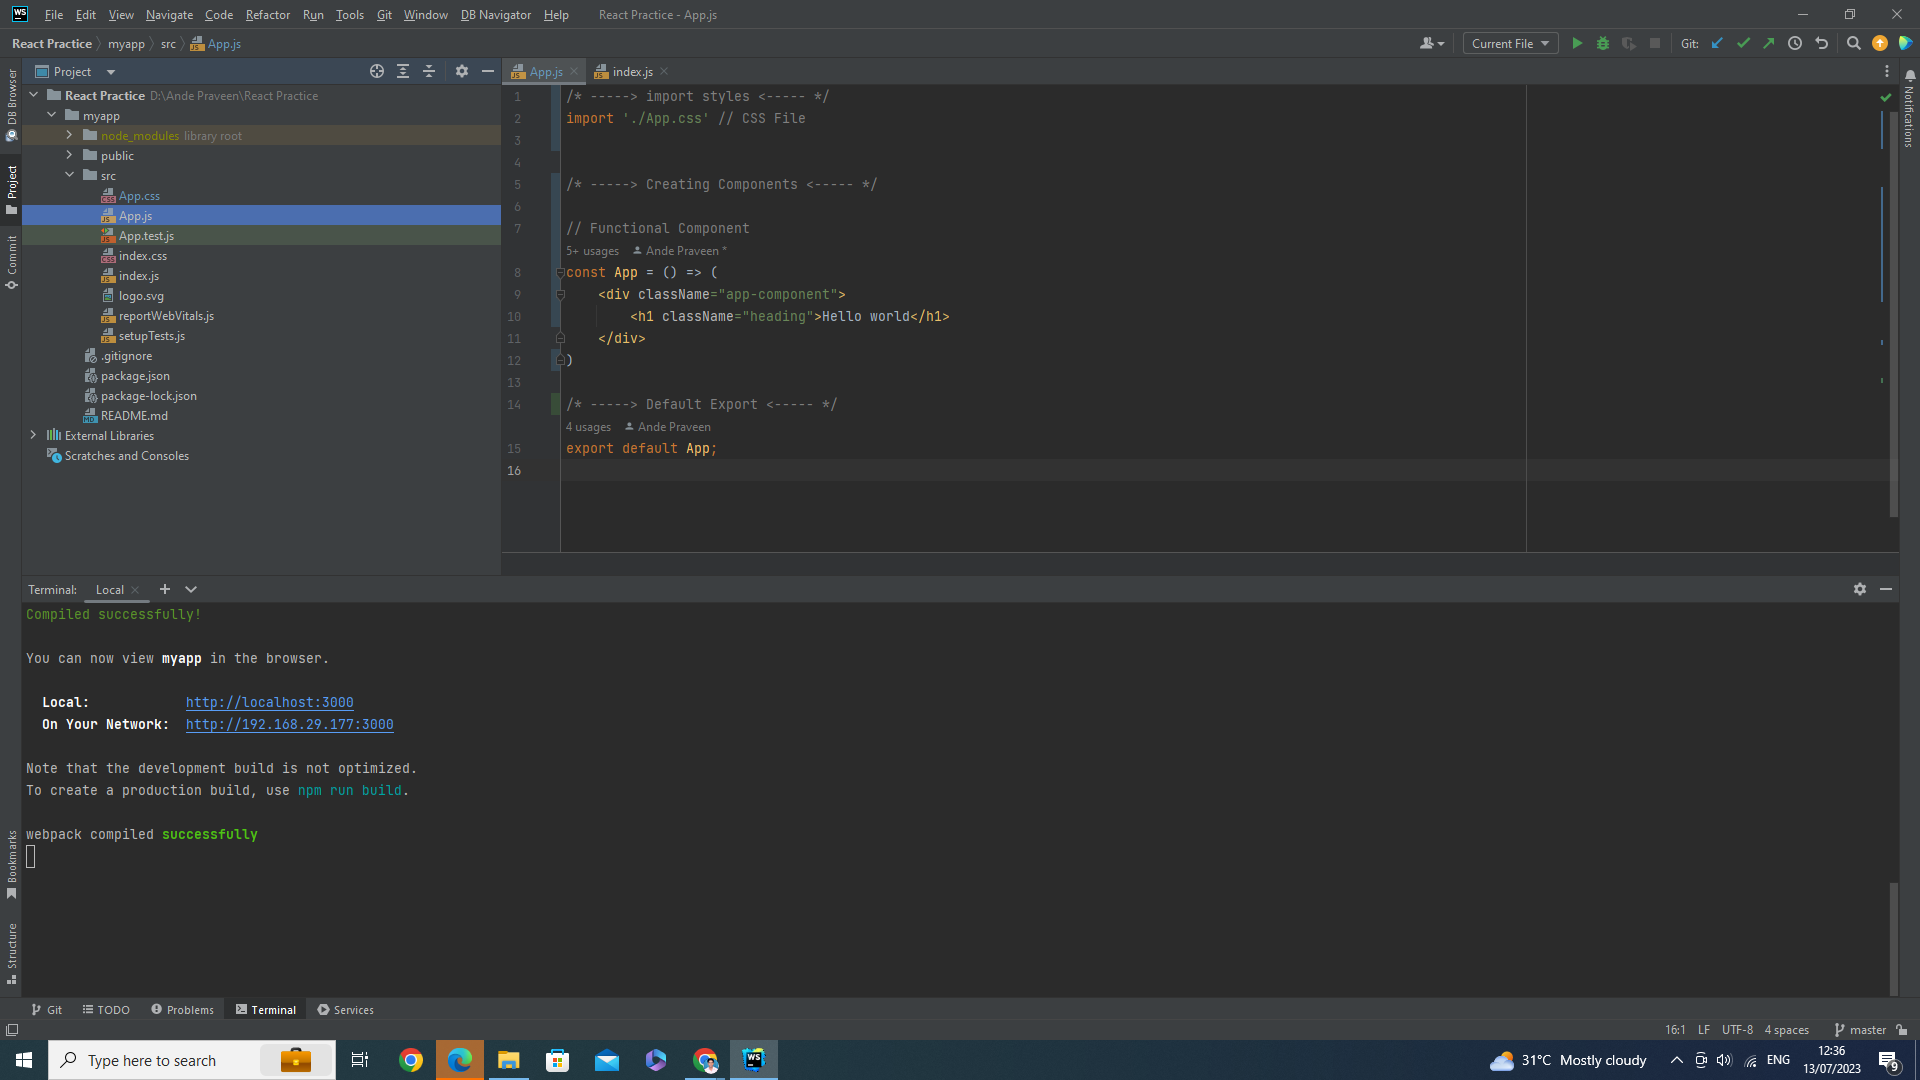 WS File Edit View Navigate Code Refactor Run Tools Git Window DB Navigator Help React Practice - App.js
React Practice myapp src App.js Current File Git:
DB Browser
Project
Commit
Bookmarks
Structure
Project
React Practice D:\Ande Praveen\React Practice
myapp
node_modules library root
public
src
App.css
App.js
App.test.js
index.css
index.js
logo.svg
reportWebVitals.js
setupTests.js
.gitignore
package.json
package-lock.json
README.md
External Libraries
Scratches and Consoles
App.js index.js
1 /* -----> import styles <----- */
2 import './App.css' // CSS File
3
4
5 /* -----> Creating Components <----- */
6
7 // Functional Component
5+ usages Ande Praveen *
8 const App = () => (
9 <div className="app-component">
10 <h1 className="heading">Hello world</h1>
11 </div>
12 )
13
14 /* -----> Default Export <----- */
4 usages Ande Praveen
15 export default App;
16
Notifications
Terminal: Local
Compiled successfully!
You can now view myapp in the browser.
Local: http://localhost:3000
On Your Network: http://192.168.29.177:3000
Note that the development build is not optimized.
To create a production build, use npm run build.
webpack compiled successfully
Git TODO Problems Terminal Services
16:1 LF UTF-8 4 spaces master
Type here to search
WS
31°C Mostly cloudy
ENG
12:36
13/07/2023
9